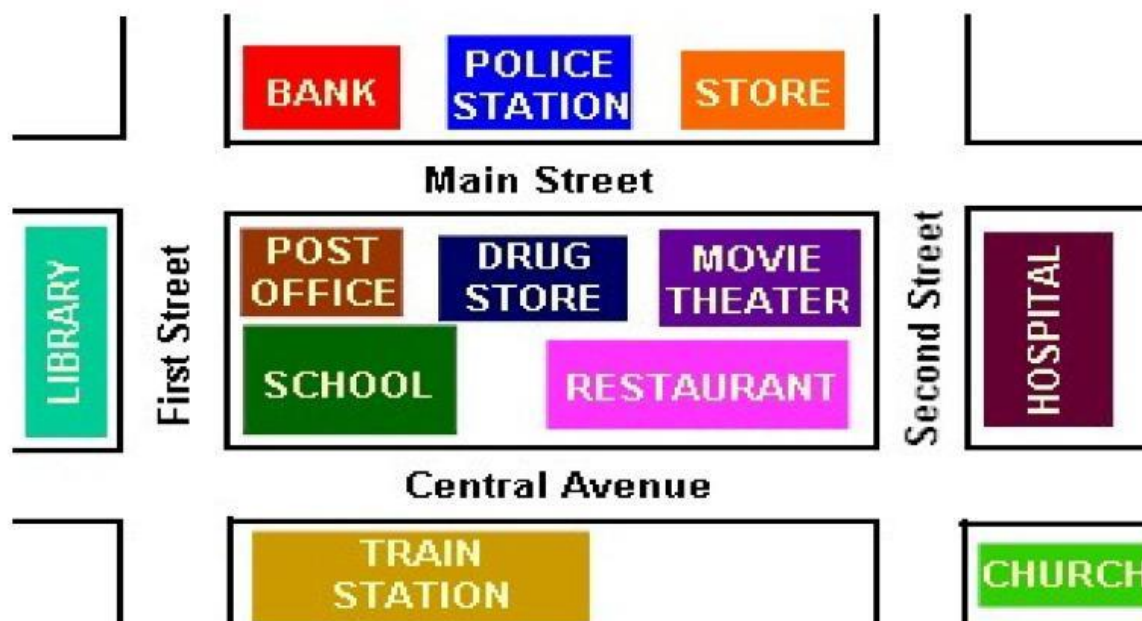 BANK
POLICE
STATION
STORE
Main Street
LIBRARY
First Street
POST
OFFICE
DRUG
STORE
MOVIE
THEATER
SCHOOL
RESTAURANT
Second Street
HOSPITAL
Central Avenue
TRAIN
STATION
CHURCH